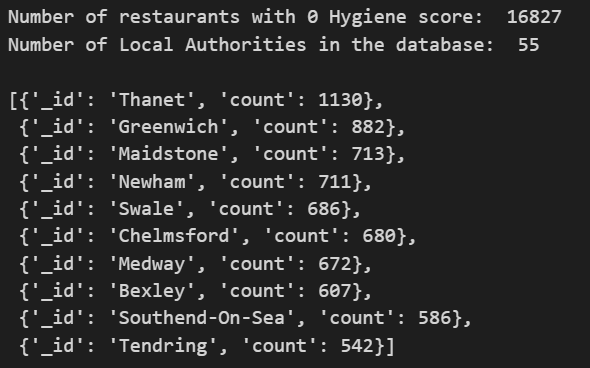 Number of restaurants with 0 Hygiene score:  16827
Number of Local Authorities in the database:  55
[{'_id': 'Thanet', 'count': 1130},
 {'_id': 'Greenwich', 'count': 882},
 {'_id': 'Maidstone', 'count': 713},
 {'_id': 'Newham', 'count': 711},
 {'_id': 'Swale', 'count': 686},
 {'_id': 'Chelmsford', 'count': 680},
 {'_id': 'Medway', 'count': 672},
 {'_id': 'Bexley', 'count': 607},
 {'_id': 'Southend-On-Sea', 'count': 586},
 {'_id': 'Tendring', 'count': 542}]